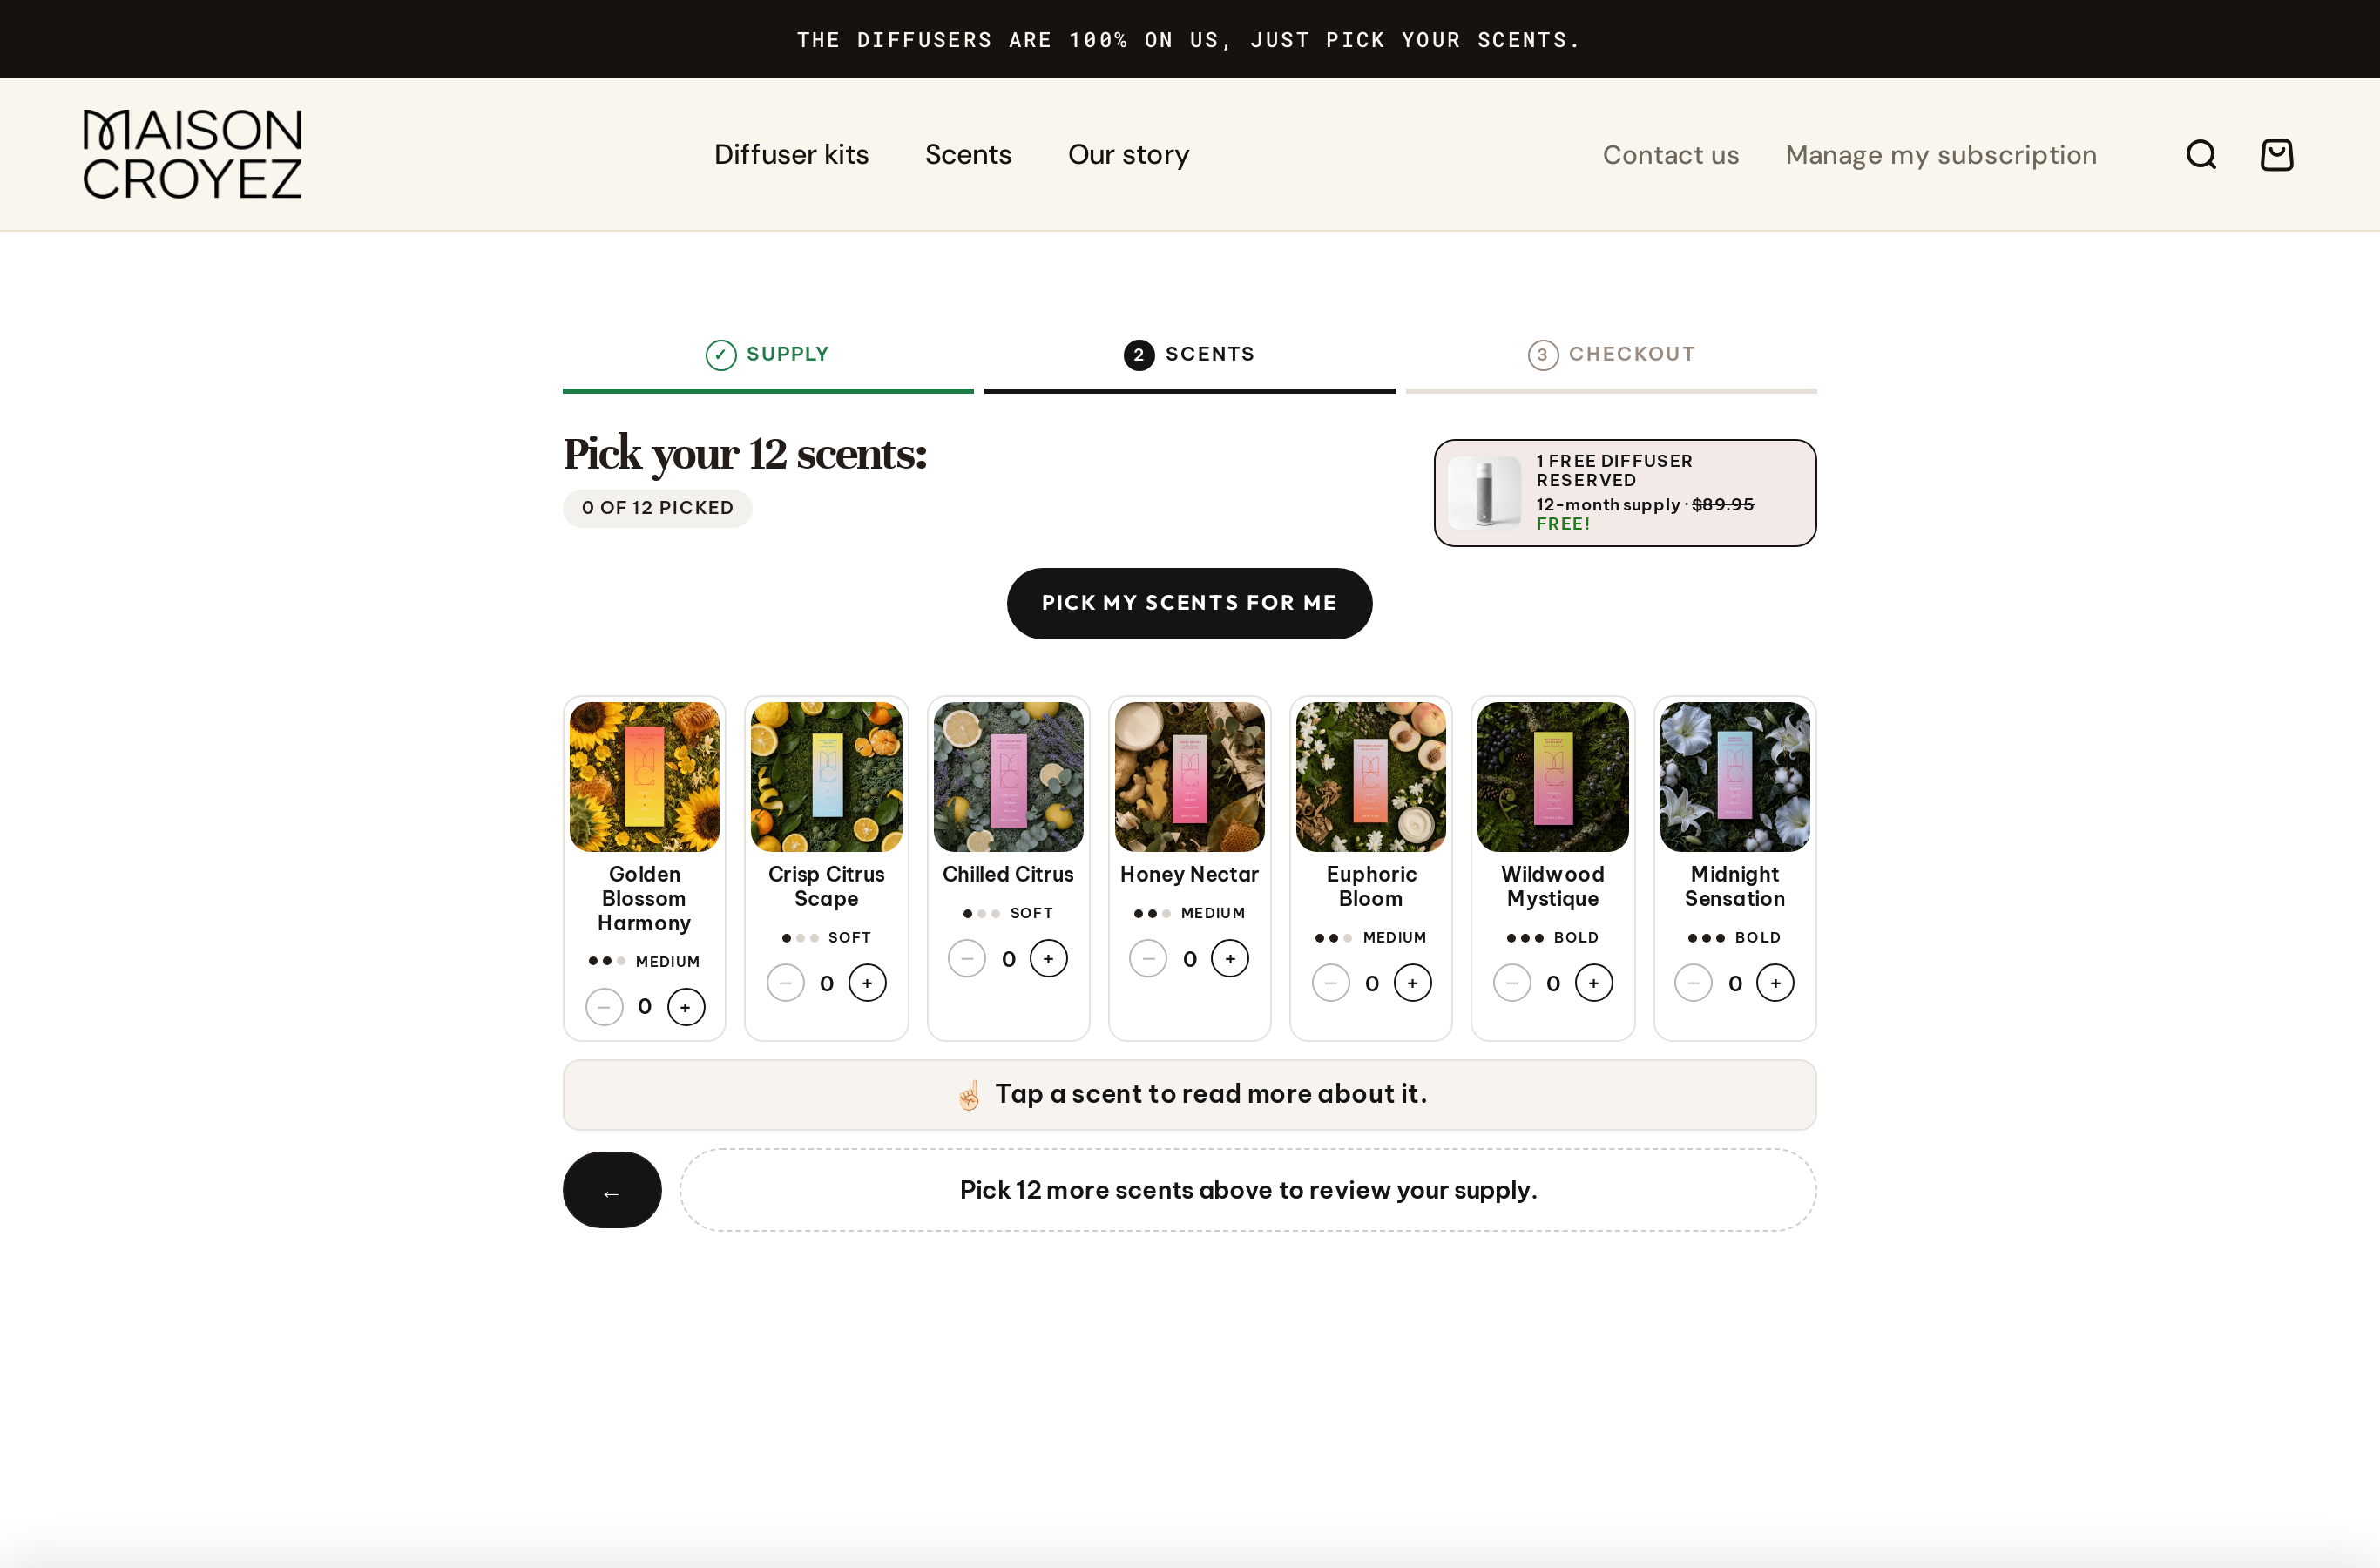 THE DIFFUSERS ARE 100% ON US, JUST PICK YOUR SCENTS.
MAISON
CROYEZ
Diffuser kits
Scents
Our story
Contact us
Manage my subscription
✓ SUPPLY
2 SCENTS
3 CHECKOUT
Pick your 12 scents:
0 OF 12 PICKED
1 FREE DIFFUSER
RESERVED
12-month supply · $89.95
FREE!
PICK MY SCENTS FOR ME
Golden
Blossom
Harmony
MEDIUM
− 0 +
Crisp Citrus
Scape
SOFT
− 0 +
Chilled Citrus
SOFT
− 0 +
Honey Nectar
MEDIUM
− 0 +
Euphoric
Bloom
MEDIUM
− 0 +
Wildwood
Mystique
BOLD
− 0 +
Midnight
Sensation
BOLD
− 0 +
☝🏻 Tap a scent to read more about it.
←
Pick 12 more scents above to review your supply.